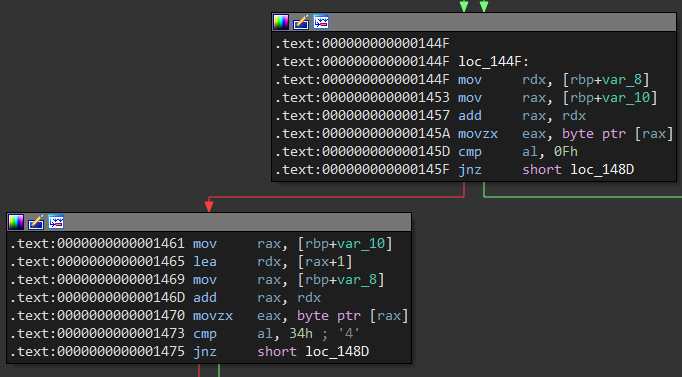 .text:000000000000144F
.text:000000000000144F loc_144F:
.text:000000000000144F mov rdx, [rbp+var_8]
.text:0000000000001453 mov rax, [rbp+var_10]
.text:0000000000001457 add rax, rdx
.text:000000000000145A movzx eax, byte ptr [rax]
.text:000000000000145D cmp al, 0Fh
.text:000000000000145F jnz short loc_148D
.text:0000000000001461 mov rax, [rbp+var_10]
.text:0000000000001465 lea rdx, [rax+1]
.text:0000000000001469 mov rax, [rbp+var_8]
.text:000000000000146D add rax, rdx
.text:0000000000001470 movzx eax, byte ptr [rax]
.text:0000000000001473 cmp al, 34h ; '4'
.text:0000000000001475 jnz short loc_148D